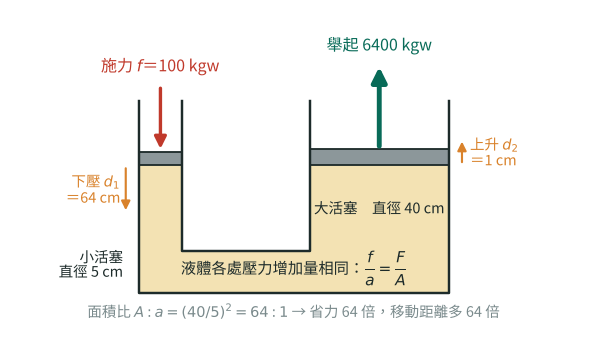 舉起 6400 kgw
施力 f＝100 kgw
上升 d₂
＝1 cm
下壓 d₁
＝64 cm
大活塞　直徑 40 cm
小活塞
直徑 5 cm
液體各處壓力增加量相同：f/a = F/A
面積比 A : a = (40/5)² = 64 : 1 → 省力 64 倍，移動距離多 64 倍